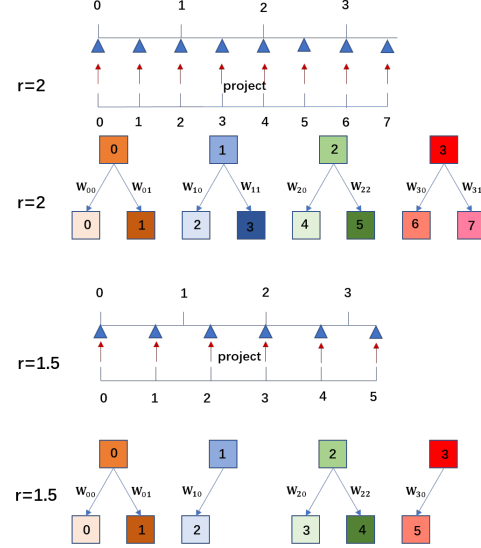 0 1 2 3
r=2
project
0 1 2 3 4 5 6 7
0 1 2 3
r=2
W00 W01 W10 W11 W20 W22 W30 W31
0 1 2 3 4 5 6 7
0 1 2 3
r=1.5
project
0 1 2 3 4 5
0 1 2 3
r=1.5
W00 W01 W10 W20 W22 W30
0 1 2 3 4 5